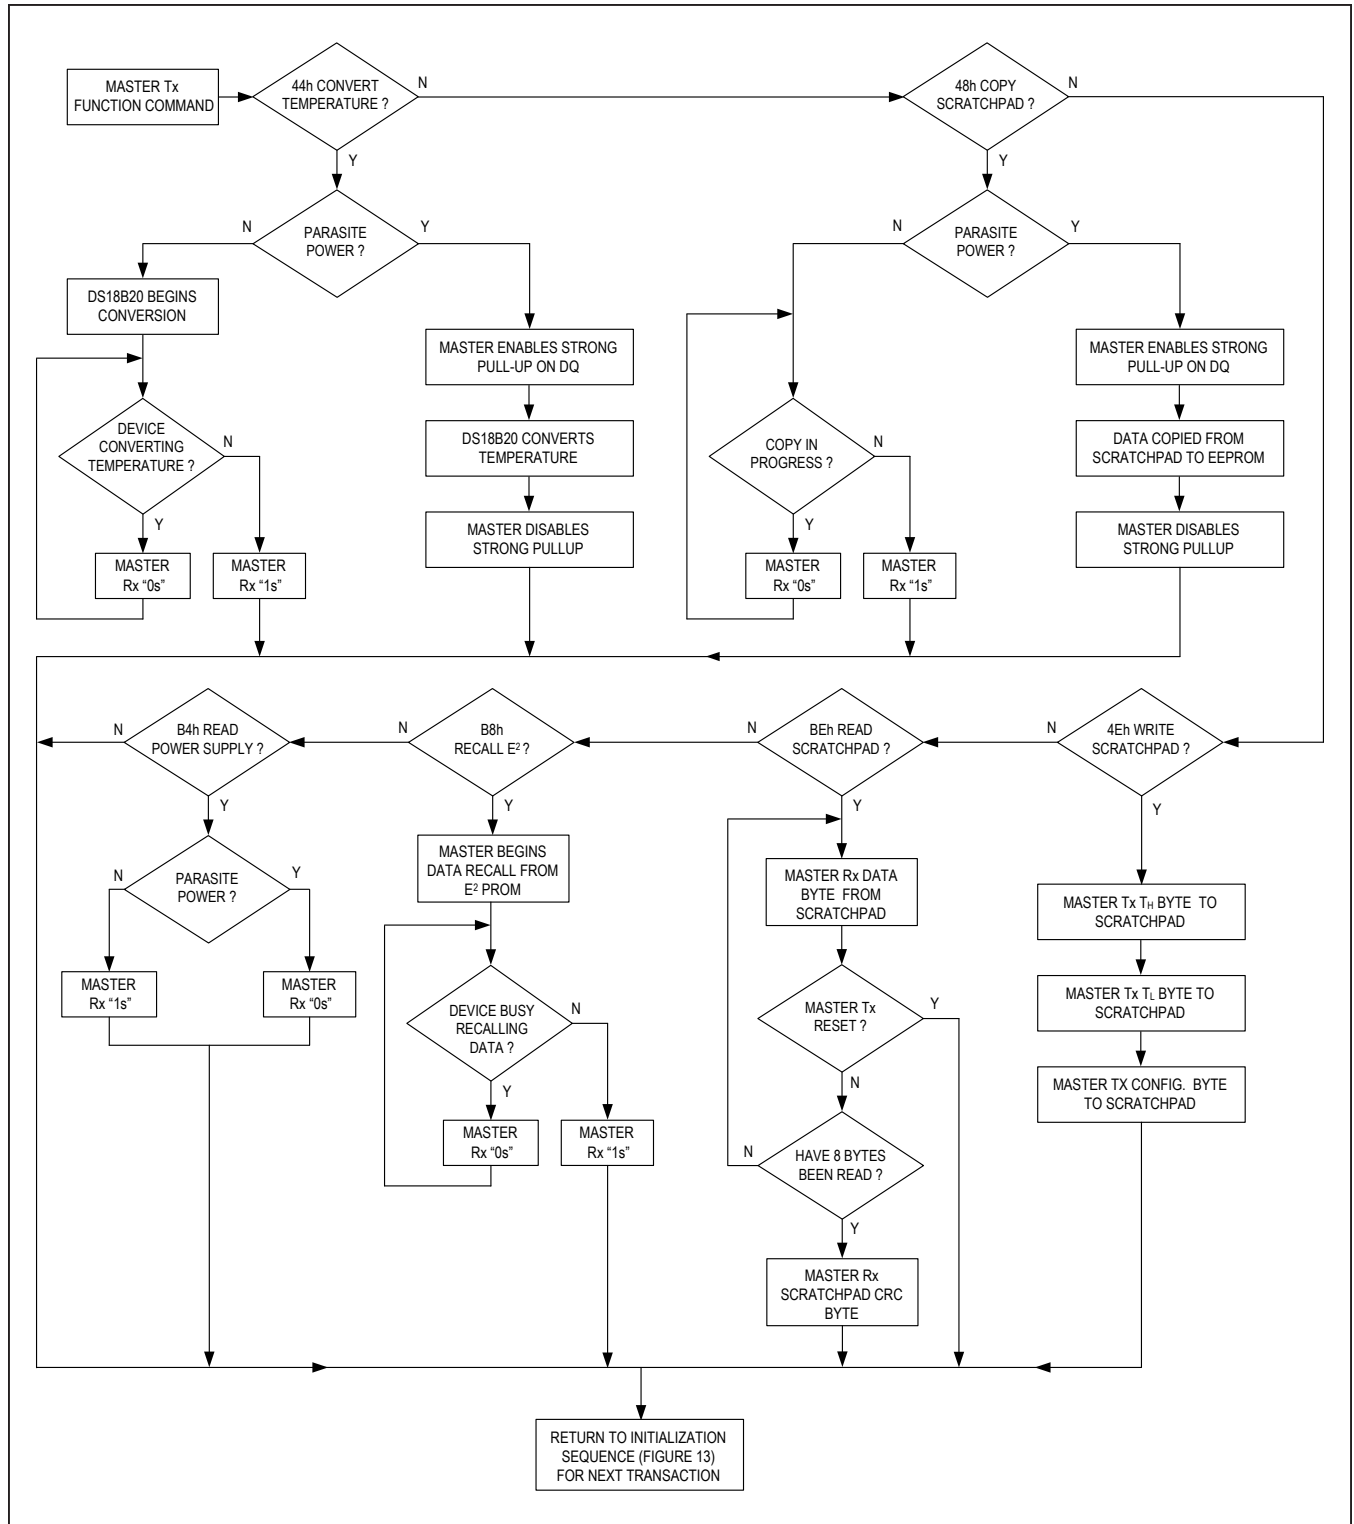 MASTER Tx
FUNCTION COMMAND
44h CONVERT
TEMPERATURE ?
N
Y
48h COPY
SCRATCHPAD ?
N
Y
PARASITE
POWER ?
N
Y
DS18B20 BEGINS
CONVERSION
DEVICE
CONVERTING
TEMPERATURE ?
N
Y
MASTER
Rx “0s”
MASTER
Rx “1s”
MASTER ENABLES STRONG
PULL-UP ON DQ
DS18B20 CONVERTS
TEMPERATURE
MASTER DISABLES
STRONG PULLUP
PARASITE
POWER ?
N
Y
COPY IN
PROGRESS ?
N
Y
MASTER
Rx “0s”
MASTER
Rx “1s”
MASTER ENABLES STRONG
PULL-UP ON DQ
DATA COPIED FROM
SCRATCHPAD TO EEPROM
MASTER DISABLES
STRONG PULLUP
B4h READ
POWER SUPPLY ?
N
Y
PARASITE
POWER ?
N
Y
MASTER
Rx “1s”
MASTER
Rx “0s”
B8h
RECALL E² ?
N
Y
MASTER BEGINS
DATA RECALL FROM
E² PROM
DEVICE BUSY
RECALLING
DATA ?
N
Y
MASTER
Rx “0s”
MASTER
Rx “1s”
BEh READ
SCRATCHPAD ?
N
Y
MASTER Rx DATA
BYTE FROM
SCRATCHPAD
MASTER Tx
RESET ?
Y
N
HAVE 8 BYTES
BEEN READ ?
N
Y
MASTER Rx
SCRATCHPAD CRC
BYTE
4Eh WRITE
SCRATCHPAD ?
N
Y
MASTER Tx TH BYTE TO
SCRATCHPAD
MASTER Tx TL BYTE TO
SCRATCHPAD
MASTER TX CONFIG. BYTE
TO SCRATCHPAD
RETURN TO INITIALIZATION
SEQUENCE (FIGURE 13)
FOR NEXT TRANSACTION